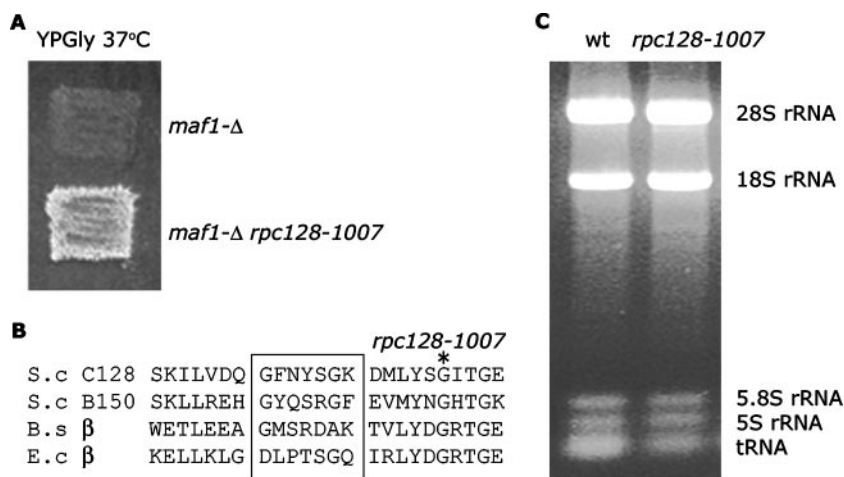 A
YPGly 37°C
maf1-Δ
maf1-Δ rpc128-1007
B
rpc128-1007
*
S.c C128 SKILVDQ GFNYSGK DMLYSGITGE
S.c B150 SKLLREH GYQSRGF EVMYNGHTGK
B.s β WETLEEA GMSRDAK TVLYDGRTGE
E.c β KELLKLG DLPTSGQ IRLYDGRTGE
C
wt rpc128-1007
28S rRNA
18S rRNA
5.8S rRNA
5S rRNA
tRNA